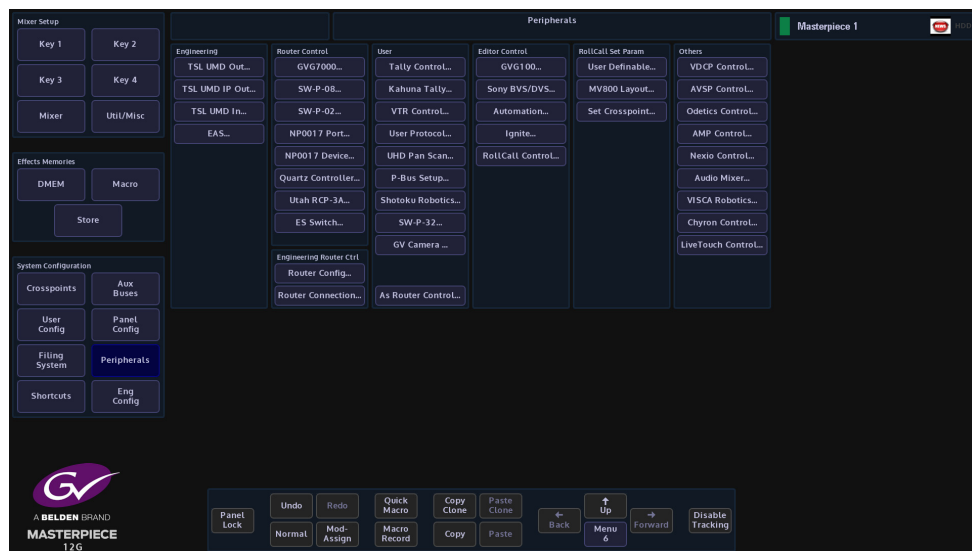 Mixer Setup
Key 1
Key 2
Key 3
Key 4
Mixer
Util/Misc
Effects Memories
DMEM
Macro
Store
System Configuration
Crosspoints
Aux
Buses
User
Config
Panel
Config
Filing
System
Peripherals
Shortcuts
Eng
Config
GV
A BELDEN BRAND
MASTERPIECE
12G
Peripherals
Engineering
TSL UMD Out...
TSL UMD IP Out...
TSL UMD In...
EAS...
Router Control
GVG7000...
SW-P-08...
SW-P-02...
NP0017 Port...
NP0017 Device...
Quartz Controller...
Utah RCP-3A...
ES Switch...
Engineering Router Ctrl
Router Config...
Router Connection...
User
Tally Control...
Kahuna Tally...
VTR Control...
User Protocol...
UHD Pan Scan...
P-Bus Setup...
Shotoku Robotics...
SW-P-32...
GV Camera ...
As Router Control...
Editor Control
GVG100...
Sony BVS/DVS...
Automation...
Ignite...
RollCall Control...
RollCall Set Param
User Definable...
MV800 Layout...
Set Crosspoint...
Others
VDCP Control...
AVSP Control...
Odetics Control...
AMP Control...
Nexio Control...
Audio Mixer...
VISCA Robotics...
Chyron Control...
LiveTouch Control...
Masterpiece 1
NEWS
HDD
Panel
Lock
Undo
Redo
Normal
Mod-
Assign
Quick
Macro
Macro
Record
Copy
Clone
Paste
Clone
Copy
Paste
←
Back
↑
Up
Menu
6
→
Forward
Disable
Tracking